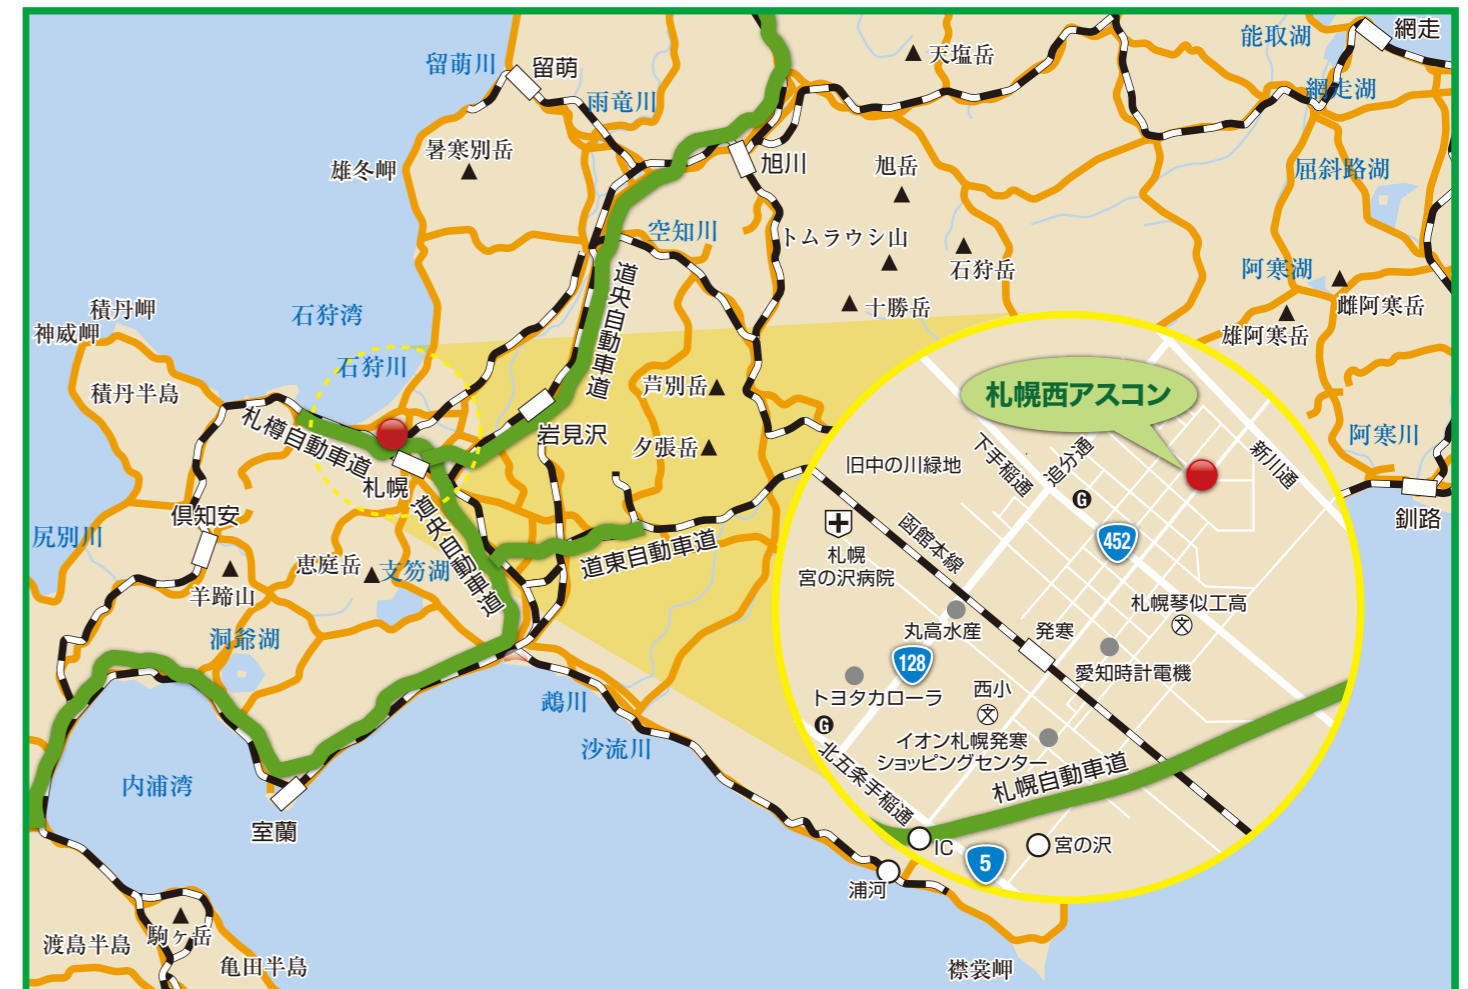 網走
能取湖
天塩岳
留萌川
留萌
網走湖
雨竜川
暑寒別岳
雄冬岬
旭川
旭岳
屈斜路湖
空知川
トムラウシ山
石狩岳
阿寒湖
道央自動車道
十勝岳
雌阿寒岳
雄阿寒岳
積丹岬
神威岬
石狩湾
石狩川
積丹半島
芦別岳
札樽自動車道
岩見沢
夕張岳
札幌
阿寒川
釧路
倶知安
尻別川
道央自動車道
恵庭岳
支笏湖
道東自動車道
羊蹄山
洞爺湖
鵡川
沙流川
内浦湾
室蘭
浦河
渡島半島
駒ヶ岳
亀田半島
襟裳岬
札幌西アスコン
下手稲通
追分通
新川通
旧中の川緑地
G
452
函館本線
札幌
宮の沢病院
札幌琴似工高
文
丸高水産
発寒
128
愛知時計電機
トヨタカローラ
西小
文
G
イオン札幌発寒
ショッピングセンター
北五条手稲通
札幌自動車道
IC
5
宮の沢